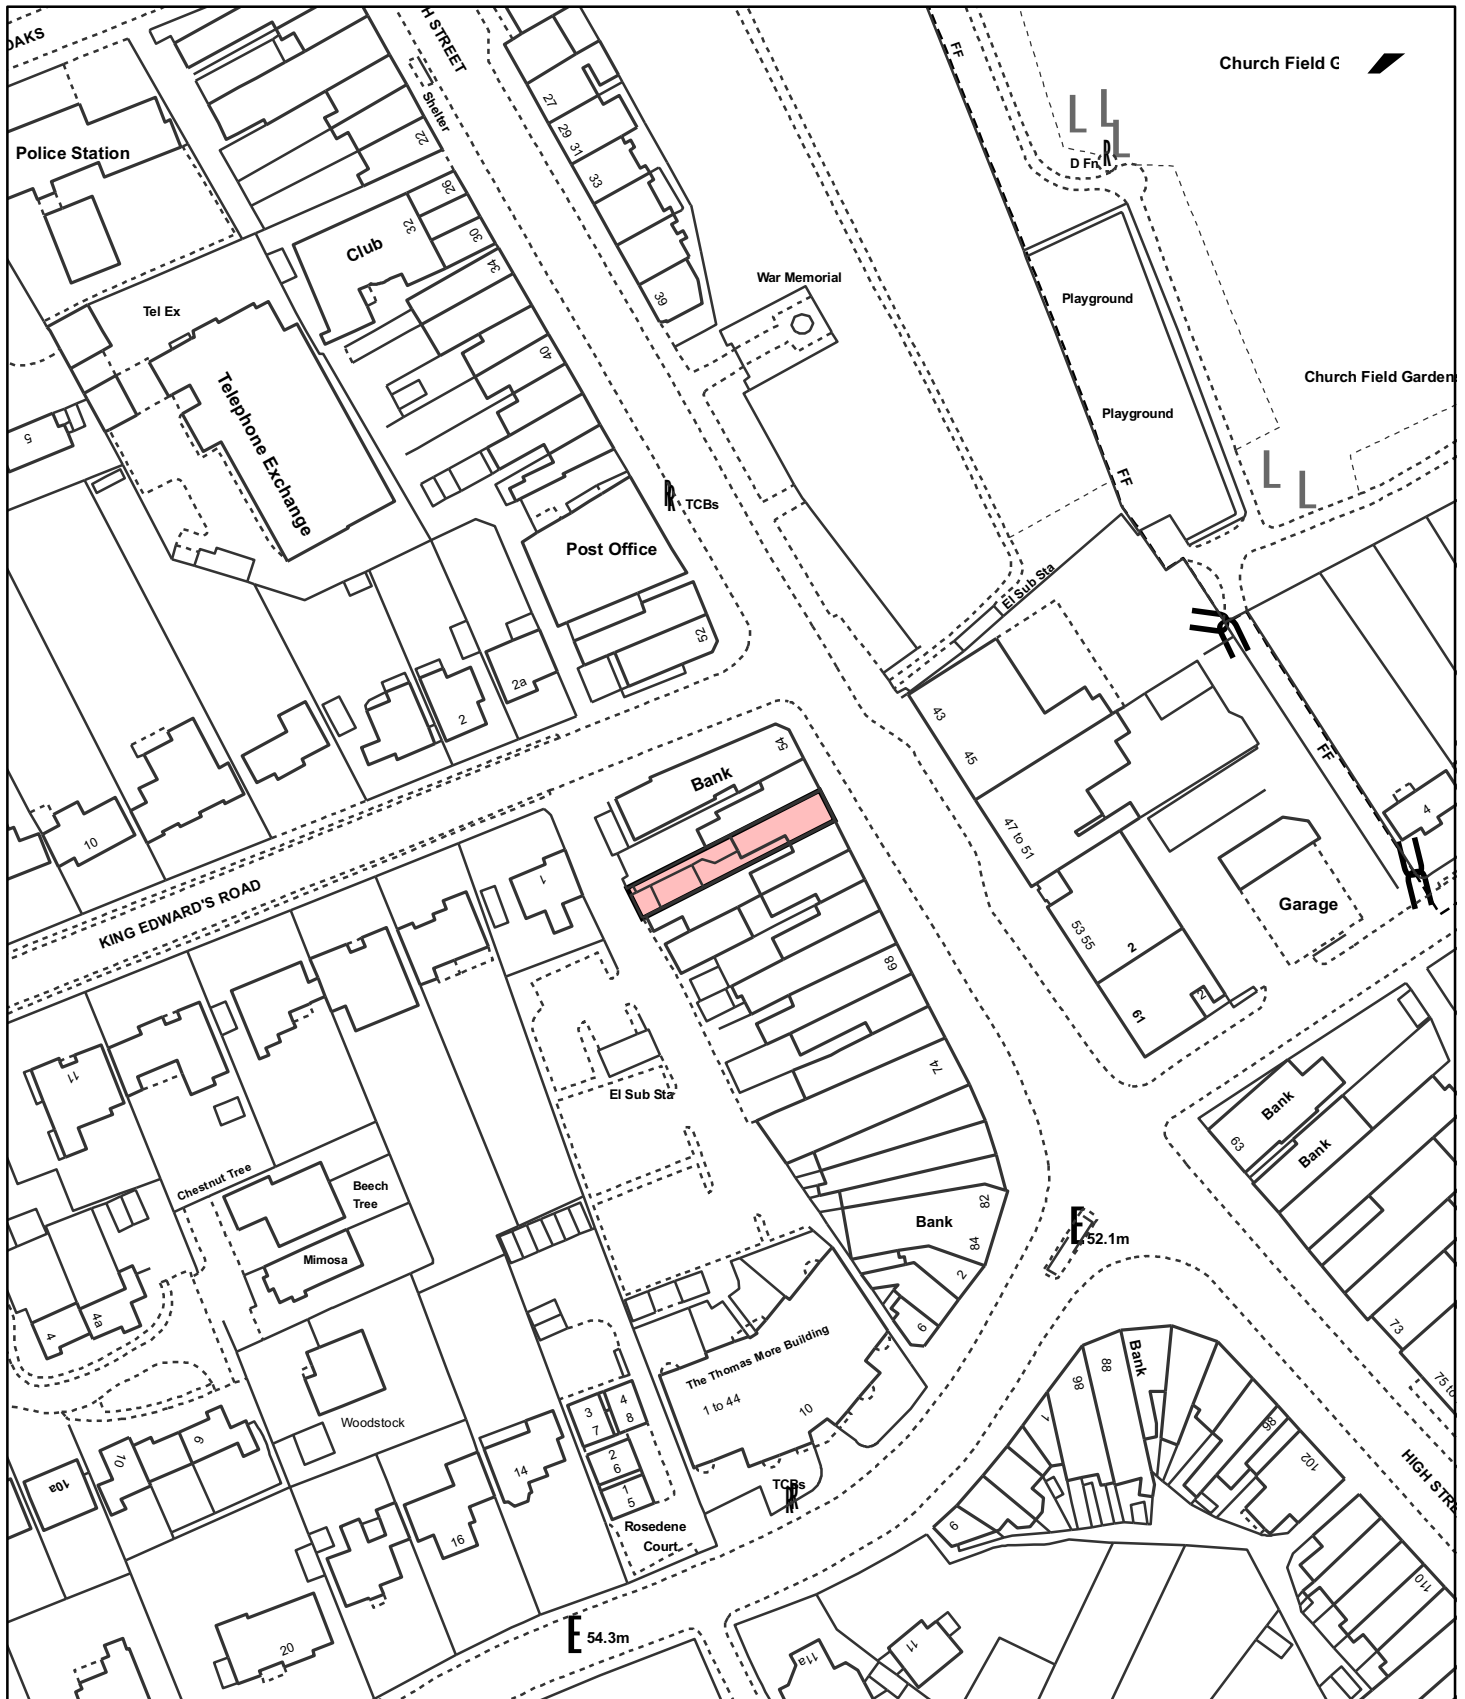 OAKS
H STREET
Church Field G
FF
Shelter
27
29
31
33
22
D Fn
Police Station
26
32
30
Club
34
39
War Memorial
Playground
Tel Ex
40
Telephone Exchange
Church Field Gardens
Playground
5
FF
TCBs
Post Office
El Sub Sta
52
2a
2
43
54
45
FF
Bank
4
10
47 to 51
1
KING EDWARD'S ROAD
Garage
53 55
2
68
2
61
11
74
El Sub Sta
Bank
63
Bank
Chestnut Tree
Beech
Tree
82
Bank
84
52.1m
Mimosa
2
4a
4
6
73
The Thomas More Building
1 to 44
10
Bank
88
86
75 to
3
4
7
8
1
98
Woodstock
9
10
2
6
102
HIGH STRE
10a
14
1
5
TCBs
16
Rosedene
Court
9
110
54.3m
20
11
11a